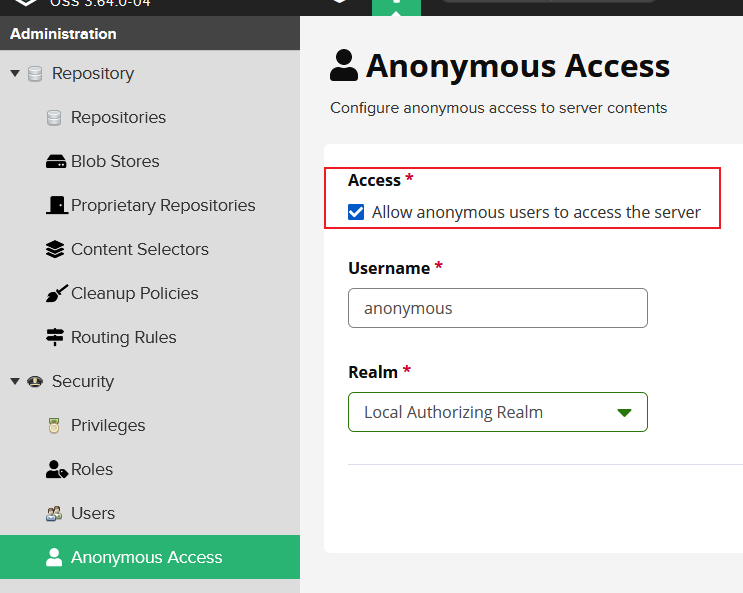 OSS 3.64.0-04
Administration
Repository
Repositories
Blob Stores
Proprietary Repositories
Content Selectors
Cleanup Policies
Routing Rules
Security
Privileges
Roles
Users
Anonymous Access
Anonymous Access
Configure anonymous access to server contents
Access *
Allow anonymous users to access the server
Username *
anonymous
Realm *
Local Authorizing Realm